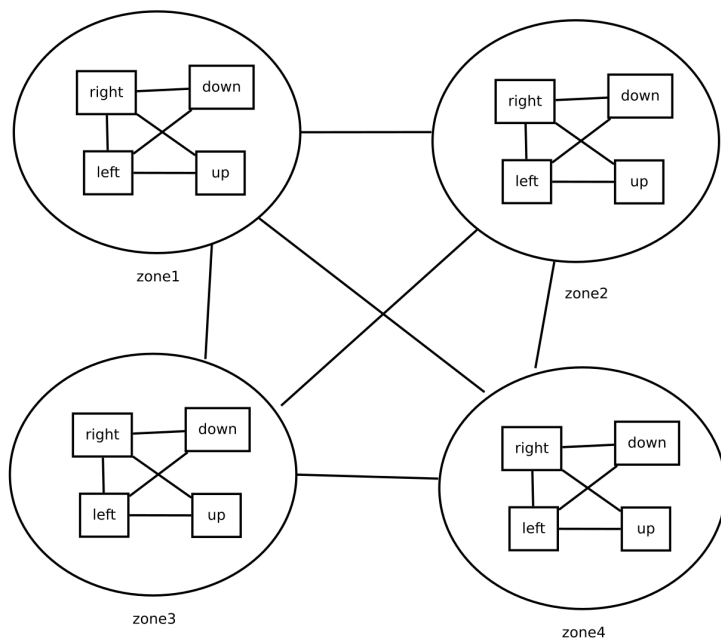 right
down
left
up
zone1
right
down
left
up
zone2
right
down
left
up
zone3
right
down
left
up
zone4